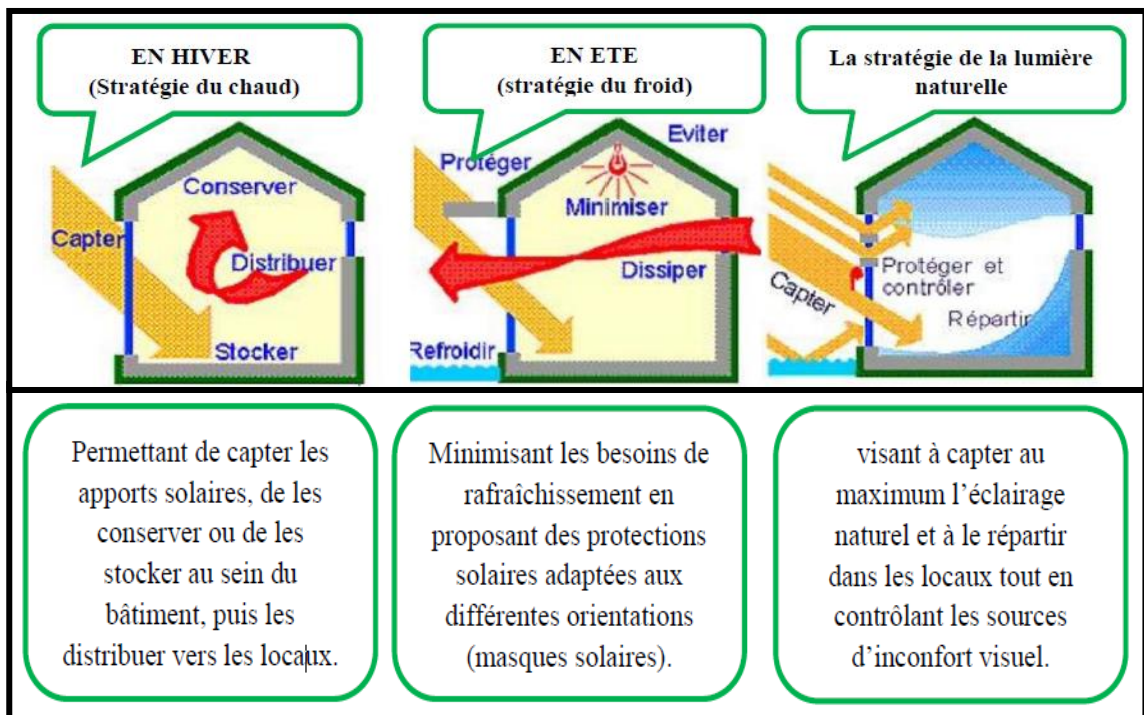 EN HIVER
(Stratégie du chaud)
EN ETE
(stratégie du froid)
La stratégie de la lumière
naturelle
Conserver
Capter
Distribuer
Stocker
Eviter
Protéger
Minimiser
Dissiper
Refroidir
Protéger et
contrôler
Capter
Répartir
Permettant de capter les
apports solaires, de les
conserver ou de les
stocker au sein du
bâtiment, puis les
distribuer vers les locaux.
Minimisant les besoins de
rafraîchissement en
proposant des protections
solaires adaptées aux
différentes orientations
(masques solaires).
visant à capter au
maximum l’éclairage
naturel et à le répartir
dans les locaux tout en
contrôlant les sources
d’inconfort visuel.